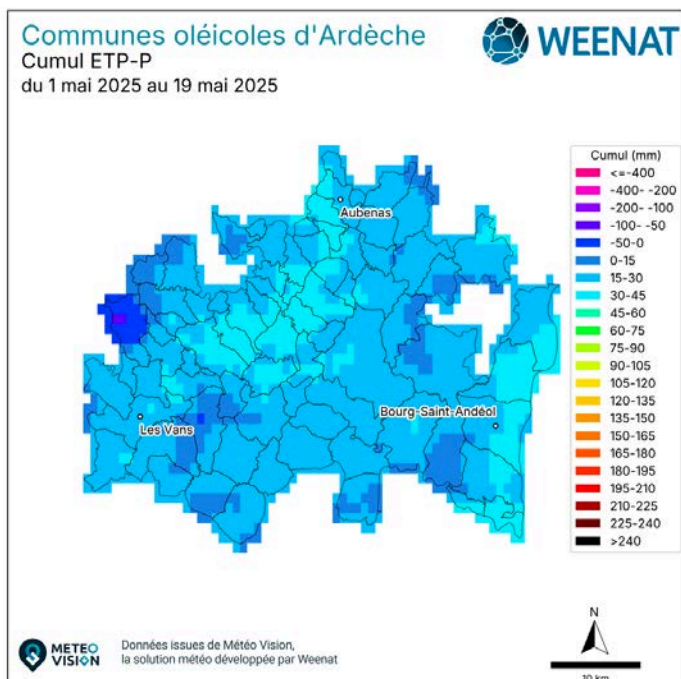 Communes oléicoles d'Ardèche
WEENAT
Cumul ETP-P
du 1 mai 2025 au 19 mai 2025
Cumul (mm)
<=-400
-400- -200
-200- -100
-100- -50
-50-0
0-15
15-30
30-45
45-60
60-75
75-90
90-105
105-120
120-135
135-150
150-165
165-180
180-195
195-210
210-225
225-240
>240
Aubenas
Bourg-Saint-Andéol
Les Vans
METEO
VISION
Données issues de Météo Vision,
la solution météo développée par Weenat
N
10 km